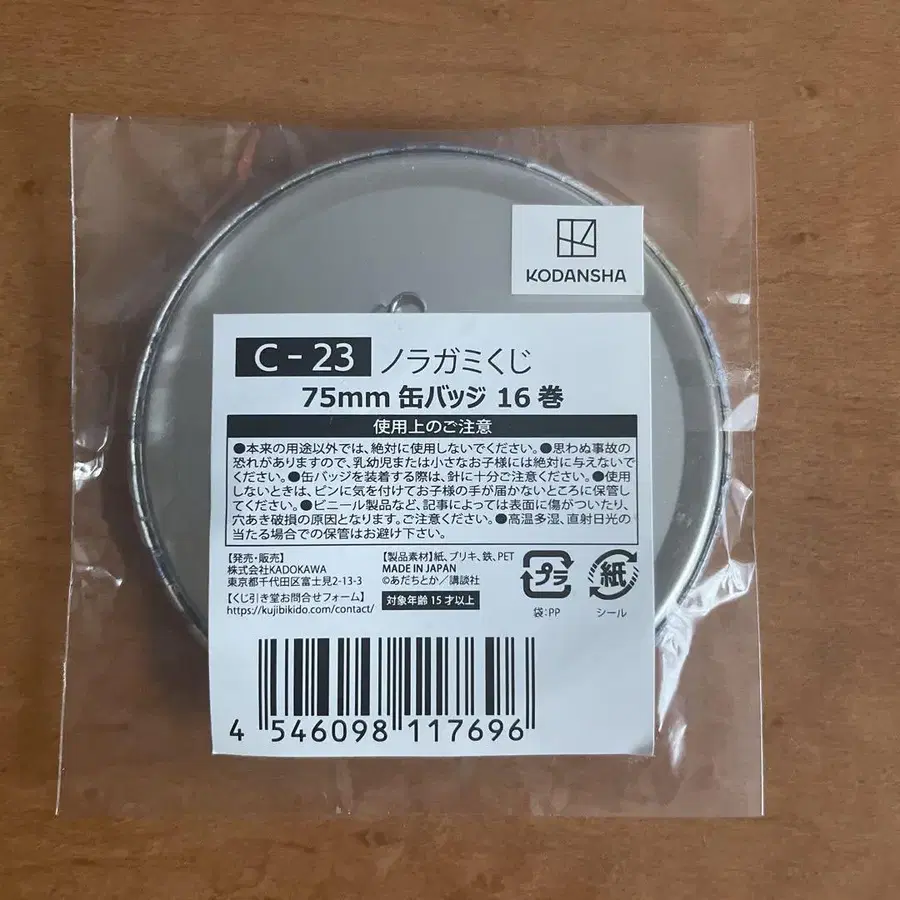 KODANSHA
C-23 ノラガミくじ
75mm 缶バッジ 16 巻
使用上のご注意
●本来の用途以外では、絶対に使用しないでください。●思わぬ事故の
恐れがありますので、乳幼児または小さなお子様には絶対に与えないで
ください。●缶バッジを装着する際は、針に十分ご注意ください。●使用
しないときは、ピンに気を付けてお子様の手が届かないところに保管し
てください。●ビニール製品など、記事によっては表面に傷がついたり、
穴あき破損の原因となります。ご注意ください。●高温多湿、直射日光の
当たる場合での保管はお避け下さい。
【発売・販売】
株式会社KADOKAWA
東京都千代田区富士見2-13-3
【くじ引き堂お問合せフォーム】
https://kujibikido.com/contact/
【製品素材】紙、ブリキ、鉄、PET
MADE IN JAPAN
©あだちとか／講談社
対象年齢 15才以上
プラ
袋:PP
紙
シール
4 546098 117696